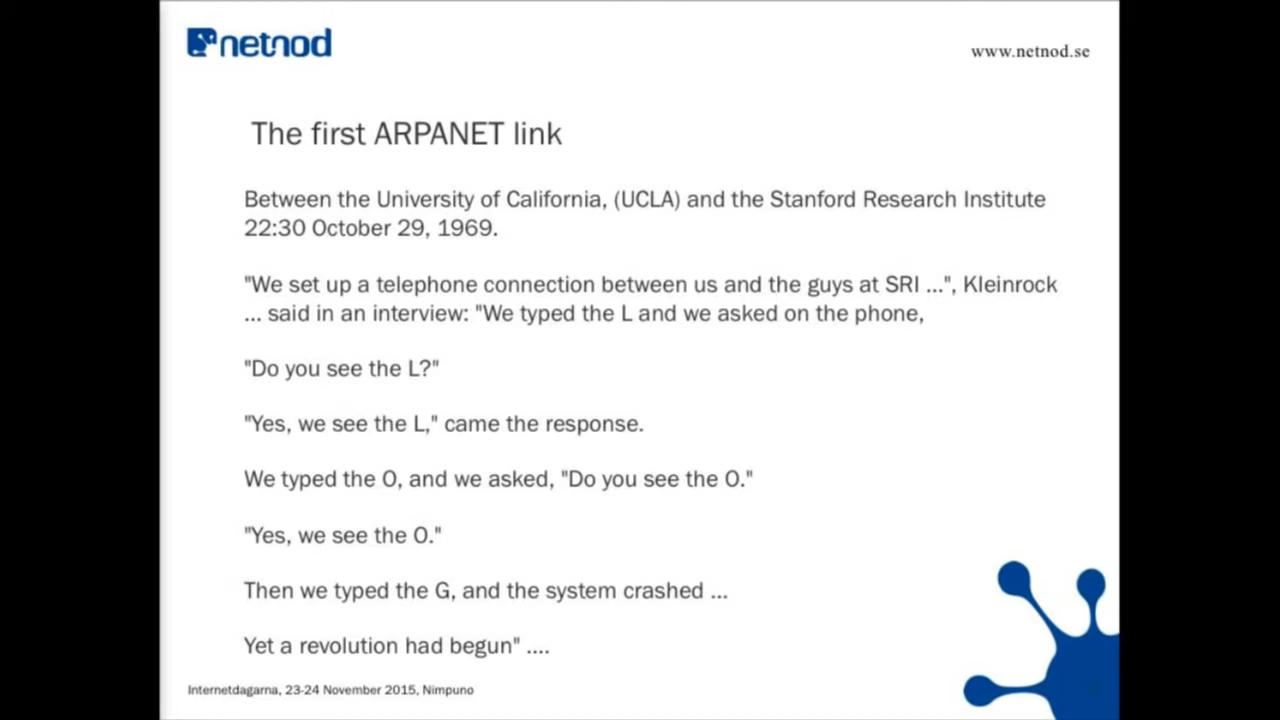 netnod
www.netnod.se
The first ARPANET link
Between the University of California, (UCLA) and the Stanford Research Institute
22:30 October 29, 1969.
"We set up a telephone connection between us and the guys at SRI ...", Kleinrock
... said in an interview: "We typed the L and we asked on the phone,
"Do you see the L?"
"Yes, we see the L," came the response.
We typed the O, and we asked, "Do you see the O."
"Yes, we see the O."
Then we typed the G, and the system crashed ...
Yet a revolution had begun" ....
Internetdagarna, 23-24 November 2015, Nimpuno